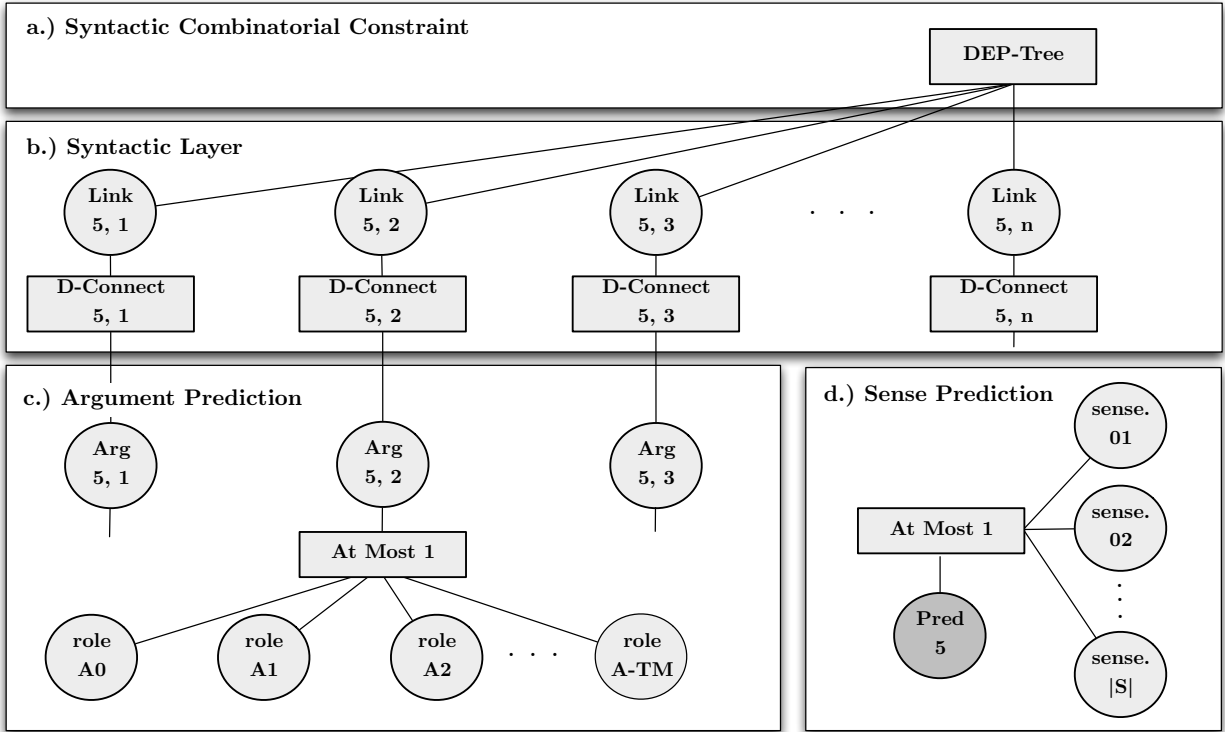 a.) Syntactic Combinatorial Constraint
DEP-Tree
b.) Syntactic Layer
Link
5, 1
Link
5, 2
Link
5, 3
. . .
Link
5, n
D-Connect
5, 1
D-Connect
5, 2
D-Connect
5, 3
D-Connect
5, n
c.) Argument Prediction
Arg
5, 1
Arg
5, 2
Arg
5, 3
At Most 1
role
A0
role
A1
role
A2
. . .
role
A-TM
d.) Sense Prediction
sense.
01
sense.
02
At Most 1
Pred
5
sense.
|S|